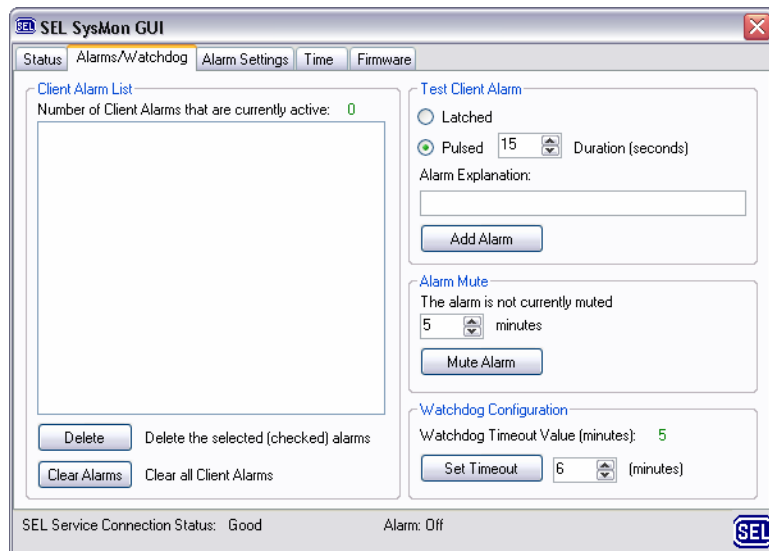 SEL SEL SysMon GUI
Status Alarms/Watchdog Alarm Settings Time Firmware
Client Alarm List
Number of Client Alarms that are currently active: 0
Delete Delete the selected (checked) alarms
Clear Alarms Clear all Client Alarms
Test Client Alarm
Latched
Pulsed 15 Duration (seconds)
Alarm Explanation:
Add Alarm
Alarm Mute
The alarm is not currently muted
5 minutes
Mute Alarm
Watchdog Configuration
Watchdog Timeout Value (minutes): 5
Set Timeout 6 (minutes)
SEL Service Connection Status: Good Alarm: Off SEL